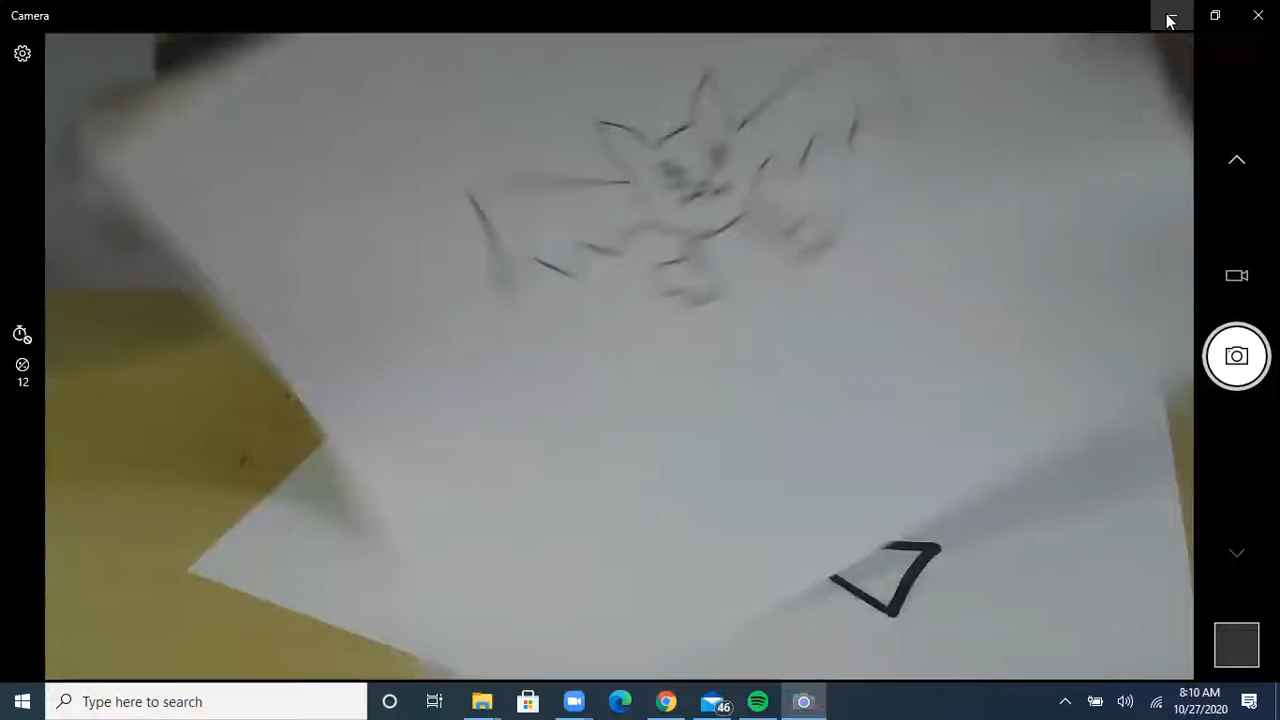 Camera
12
Type here to search
46
8:10 AM
10/27/2020